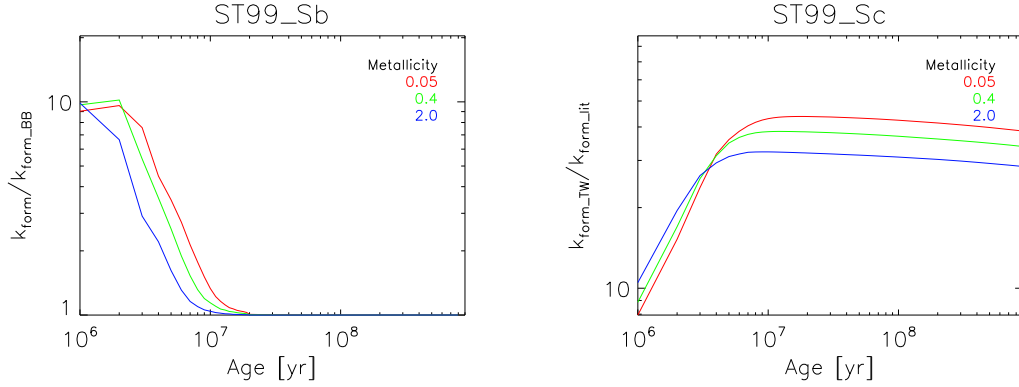 ST99_Sb
k_form/k_form_BB
10
1
Metallicity
0.05
0.4
2.0
10^6
10^7
10^8
Age [yr]
ST99_Sc
k_form_TW/k_form_lit
10
Metallicity
0.05
0.4
2.0
10^6
10^7
10^8
Age [yr]